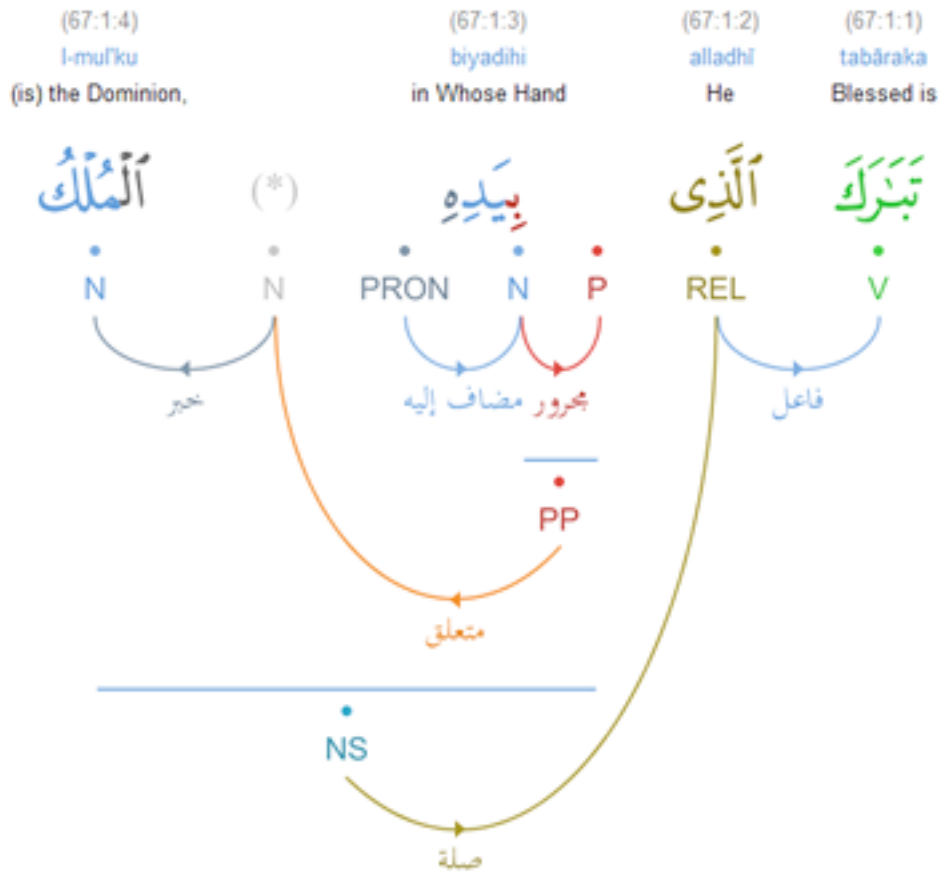 (67:1:4) (67:1:3) (67:1:2) (67:1:1)
l-mul'ku biyadihi alladhī tabāraka
(is) the Dominion, in Whose Hand He Blessed is
تَبَـٰرَكَ ٱلَّذِى بِيَدِهِ (*) ٱلْمُلْكُ
N N PRON N P REL V
خبر مضاف إليه مجرور فاعل
PP
متعلق
NS
صلة